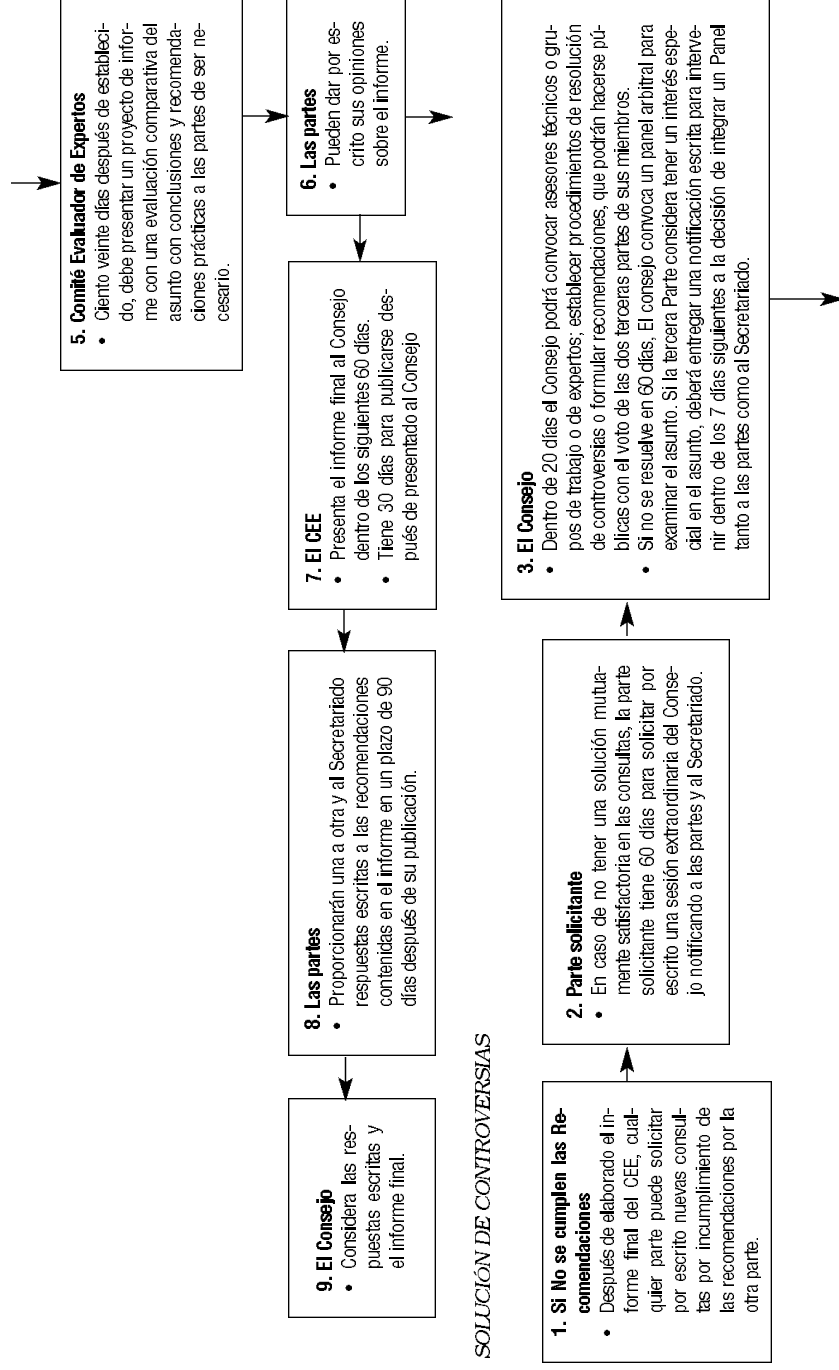 5. Comité Evaluador de Expertos
• Ciento veinte días después de estableci-
do, debe presentar un proyecto de infor-
me con una evaluación comparativa del
asunto con conclusiones y recomenda-
ciones prácticas a las partes de ser ne-
cesario.
6. Las partes
• Pueden dar por es-
crito sus opiniones
sobre el informe.
7. El CEE
• Presenta el informe final al Consejo
dentro de los siguientes 60 días.
• Tiene 30 días para publicarse des-
pués de presentado al Consejo
8. Las partes
• Proporcionarán una a otra y al Secretariado
respuestas escritas a las recomendaciones
contenidas en el informe en un plazo de 90
días después de su publicación.
9. El Consejo
• Considera las res-
puestas escritas y
el informe final.
SOLUCIÓN DE CONTROVERSIAS
1. Si No se cumplen las Re-
comendaciones
• Después de elaborado el in-
forme final del CEE, cual-
quier parte puede solicitar
por escrito nuevas consul-
tas por incumplimiento de
las recomendaciones por la
otra parte.
2. Parte solicitante
• En caso de no tener una solución mutua-
mente satisfactoria en las consultas, la parte
solicitante tiene 60 días para solicitar por
escrito una sesión extraordinaria del Conse-
jo notificando a las partes y al Secretariado.
3. El Consejo
• Dentro de 20 días el Consejo podrá convocar asesores técnicos o gru-
pos de trabajo o de expertos; establecer procedimientos de resolución
de controversias o formular recomendaciones, que podrán hacerse pú-
blicas con el voto de las dos terceras partes de sus miembros.
• Si no se resuelve en 60 días, El consejo convoca un panel arbitral para
examinar el asunto. Si la tercera Parte considera tener un interés espe-
cial en el asunto, deberá entregar una notificación escrita para interve-
nir dentro de los 7 días siguientes a la decisión de integrar un Panel
tanto a las partes como al Secretariado.